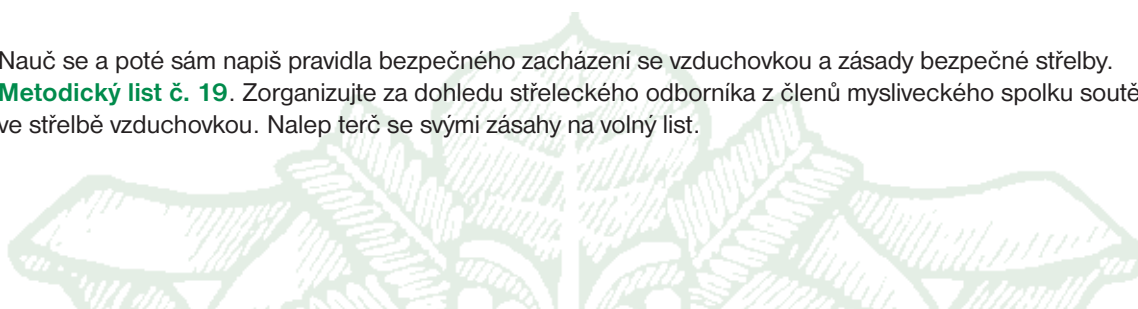 Nauč se a poté sám napiš pravidla bezpečného zacházení se vzduchovkou a zásady bezpečné střelby.
Metodický list č. 19. Zorganizujte za dohledu střeleckého odborníka z členů mysliveckého spolku soutě
ve střelbě vzduchovkou. Nalep terč se svými zásahy na volný list.